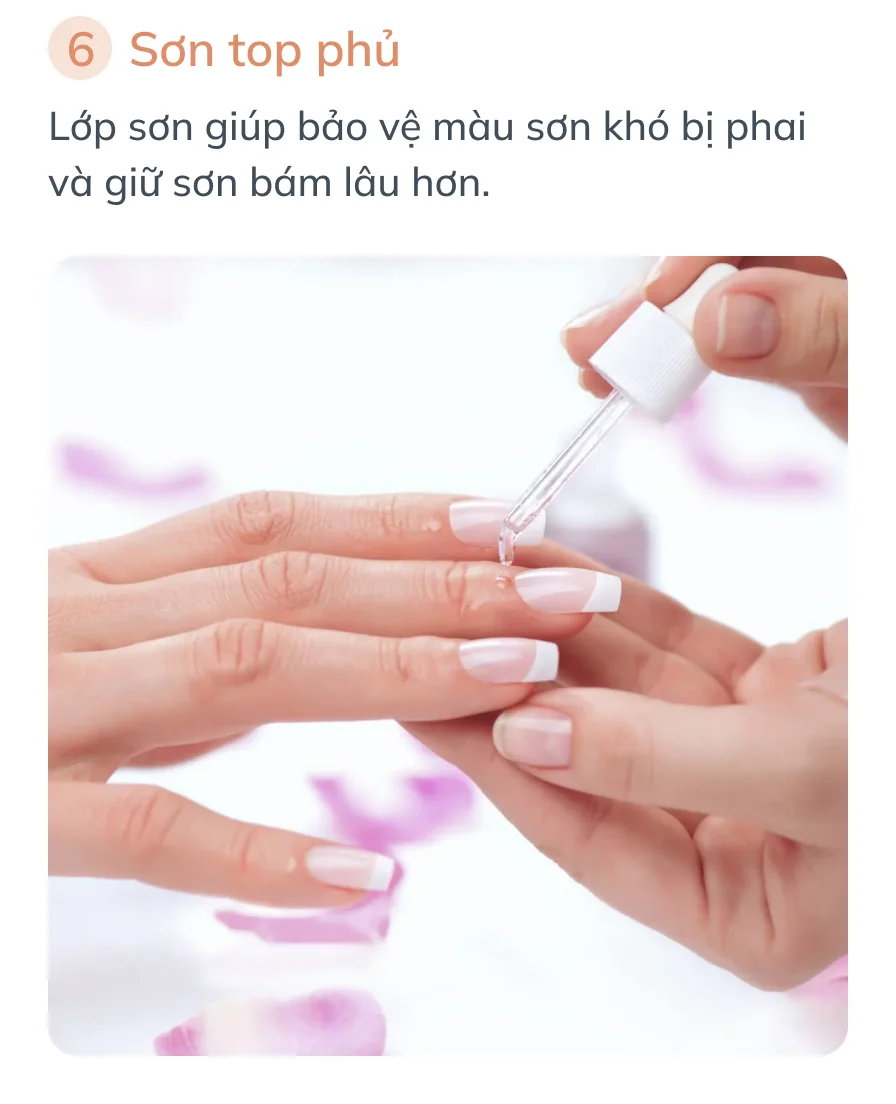 6 Sơn top phủ
Lớp sơn giúp bảo vệ màu sơn khó bị phai
và giữ sơn bám lâu hơn.